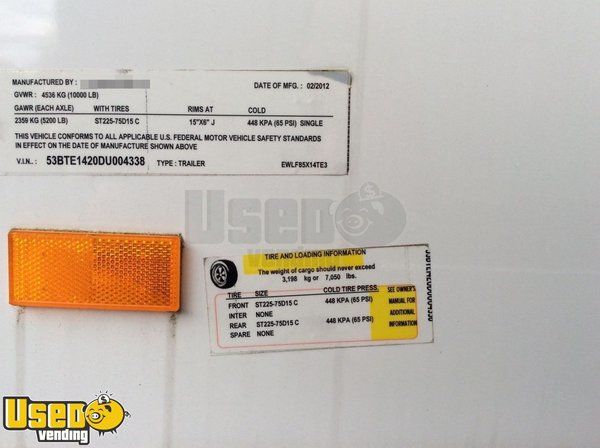 MANUFACTURED BY :
DATE OF MFG. : 02/2012
GVWR : 4536 KG (10000 LB)
GAWR (EACH AXLE) WITH TIRES RIMS AT COLD
2359 KG (5200 LB) ST225-75D15 C 15"X6" J 448 KPA (65 PSI) SINGLE
THIS VEHICLE CONFORMS TO ALL APPLICABLE U.S. FEDERAL MOTOR VEHICLE SAFETY STANDARDS
IN EFFECT ON THE DATE OF MANUFACTURE SHOWN ABOVE
V.I.N.: 53BTE1420DU004338 TYPE : TRAILER EWLF85X14TE3
Used
vending
TIRE AND LOADING INFORMATION
The weight of cargo should never exceed
3,198 kg or 7,050 lbs.
TIRE SIZE COLD TIRE PRESS.
FRONT ST225-75D15 C 448 KPA (65 PSI)
INTER NONE
REAR ST225-75D15 C 448 KPA (65 PSI)
SPARE NONE
SEE OWNER'S
MANUAL FOR
ADDITIONAL
INFORMATION
USED
vending